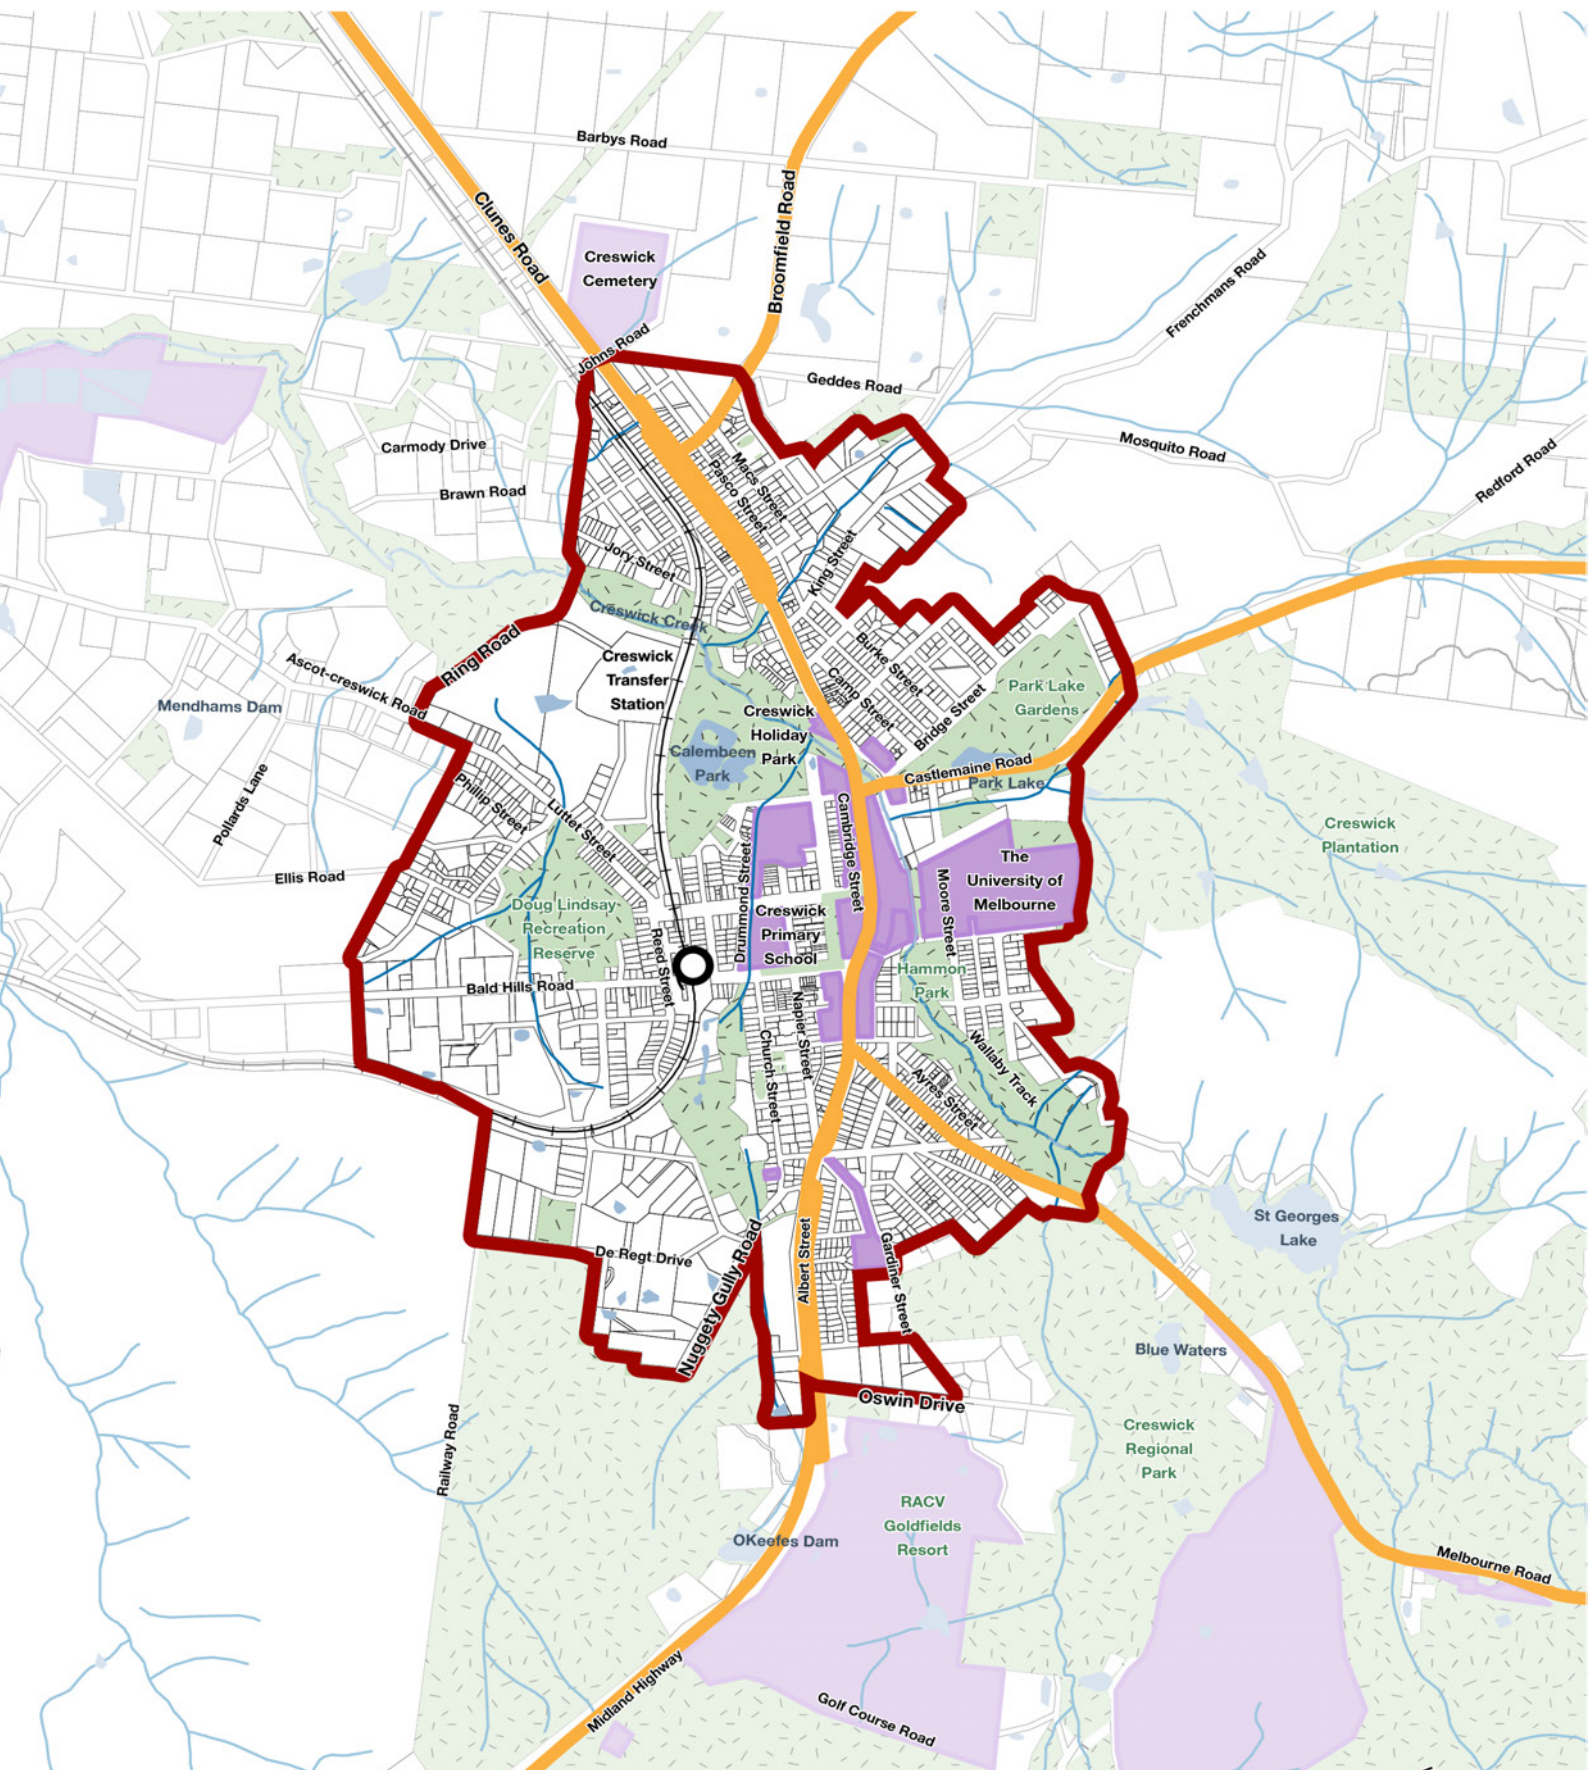 Barbys Road
Clunes Road
Broomfield Road
Creswick
Cemetery
Frenchmans Road
Johns Road
Geddes Road
Carmody Drive
Mosquito Road
Redford Road
Brawn Road
Macs Street
Pasco Street
Jory Street
King Street
Creswick Creek
Ring Road
Burke Street
Creswick
Transfer
Station
Ascot-creswick Road
Mendhams Dam
Camp Street
Park Lake
Gardens
Bridge Street
Creswick
Holiday
Park
Calembeen
Park
Castlemaine Road
Park Lake
Pollards Lane
Phillip Street
Luttet Street
Cambridge Street
Creswick
Plantation
The
University of
Melbourne
Ellis Road
Drummond Street
Moore Street
Doug Lindsay
Recreation
Reserve
Creswick
Primary
School
Reed Street
Hammon
Park
Bald Hills Road
Napier Street
Church Street
Wallaby Track
Ayres Street
St Georges
Lake
De Regt Drive
Nuggety Gully Road
Albert Street
Gardiner Street
Blue Waters
Oswin Drive
Railway Road
Creswick
Regional
Park
RACV
Goldfields
Resort
OKeefes Dam
Melbourne Road
Midland Highway
Golf Course Road